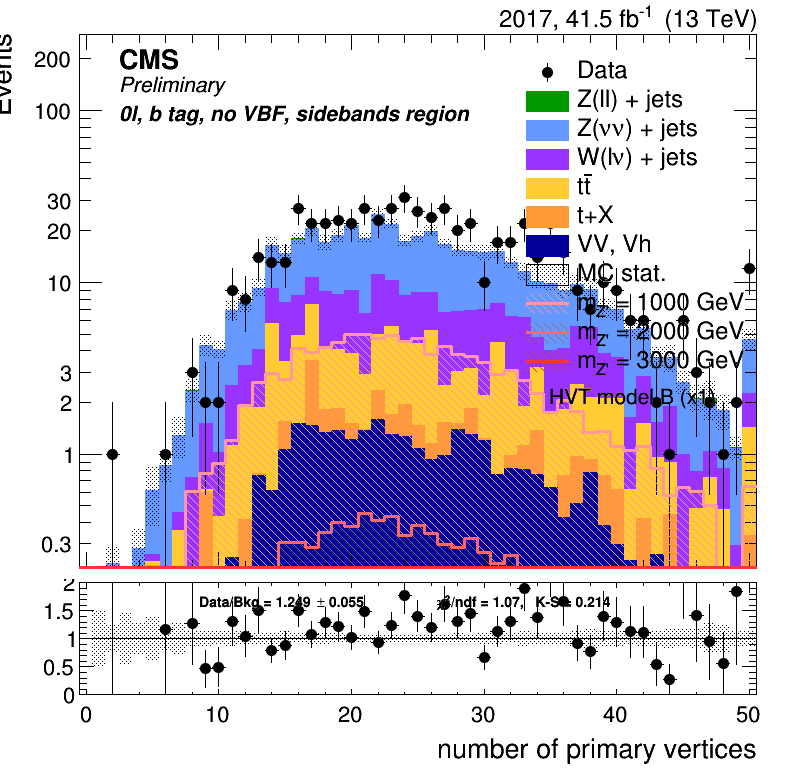 2017, 41.5 fb⁻¹ (13 TeV)
Events
CMS
Preliminary
0l, b tag, no VBF, sidebands region
Data
Z(ll) + jets
Z(νν) + jets
W(lν) + jets
tt̄
t+X
VV, Vh
MC stat.
m_Z' = 1000 GeV
m_Z' = 2000 GeV
m_Z' = 3000 GeV
HVT model B (x1)
200
100
30
20
10
3
2
1
0.3
Data/Bkg = 1.249 ± 0.055
χ²/ndf = 1.07, K-S = 0.214
2
1.5
1
0.5
0
0 10 20 30 40 50
number of primary vertices